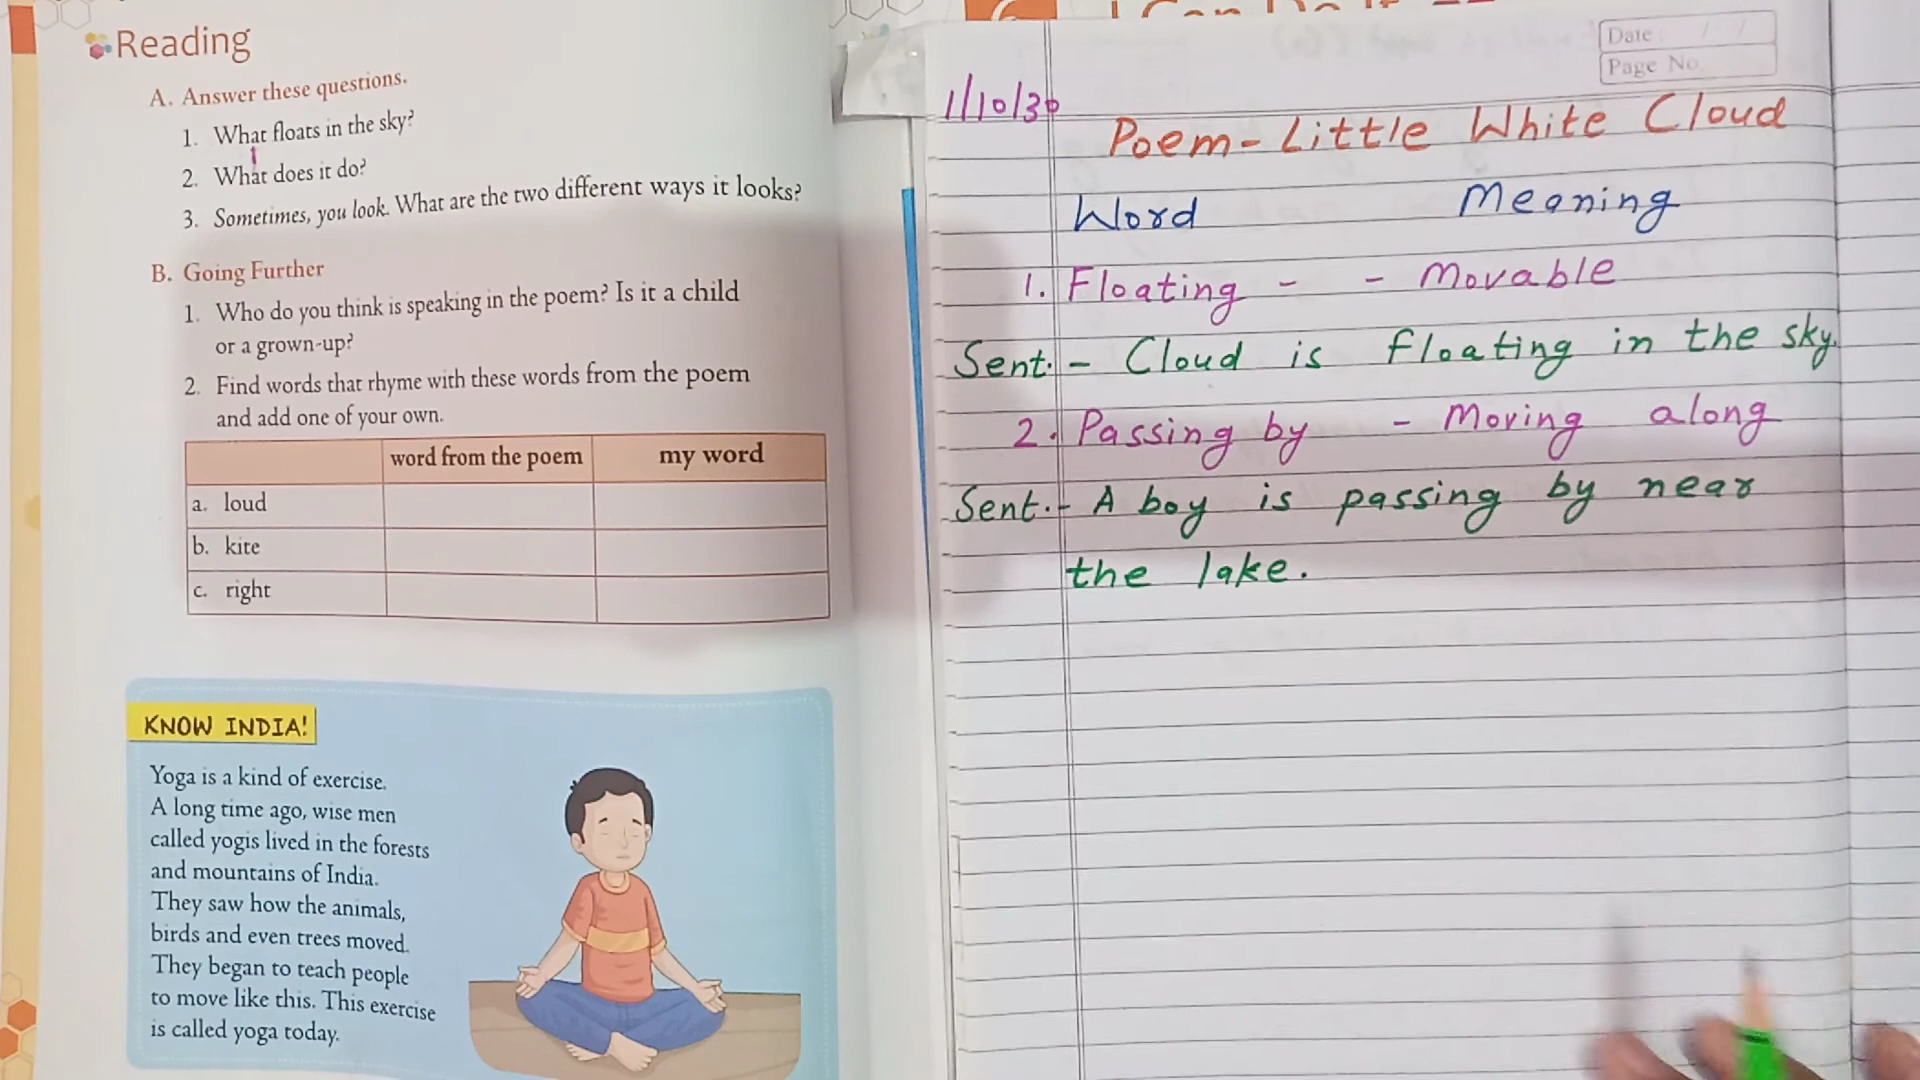 Reading
A. Answer these questions.
1. What floats in the sky?
2. What does it do?
3. Sometimes, you look. What are the two different ways it looks?
B. Going Further
1. Who do you think is speaking in the poem? Is it a child
or a grown-up?
2. Find words that rhyme with these words from the poem
and add one of your own.
word from the poem my word
a. loud
b. kite
c. right
KNOW INDIA!
Yoga is a kind of exercise.
A long time ago, wise men
called yogis lived in the forests
and mountains of India.
They saw how the animals,
birds and even trees moved.
They began to teach people
to move like this. This exercise
is called yoga today.
Date: / /
Page No.
Poem - Little White Cloud
Word Meaning
1. Floating - - Movable
Sent. - Cloud is floating in the sky.
2. Passing by - Moving along
Sent. - A boy is passing by near
the lake.